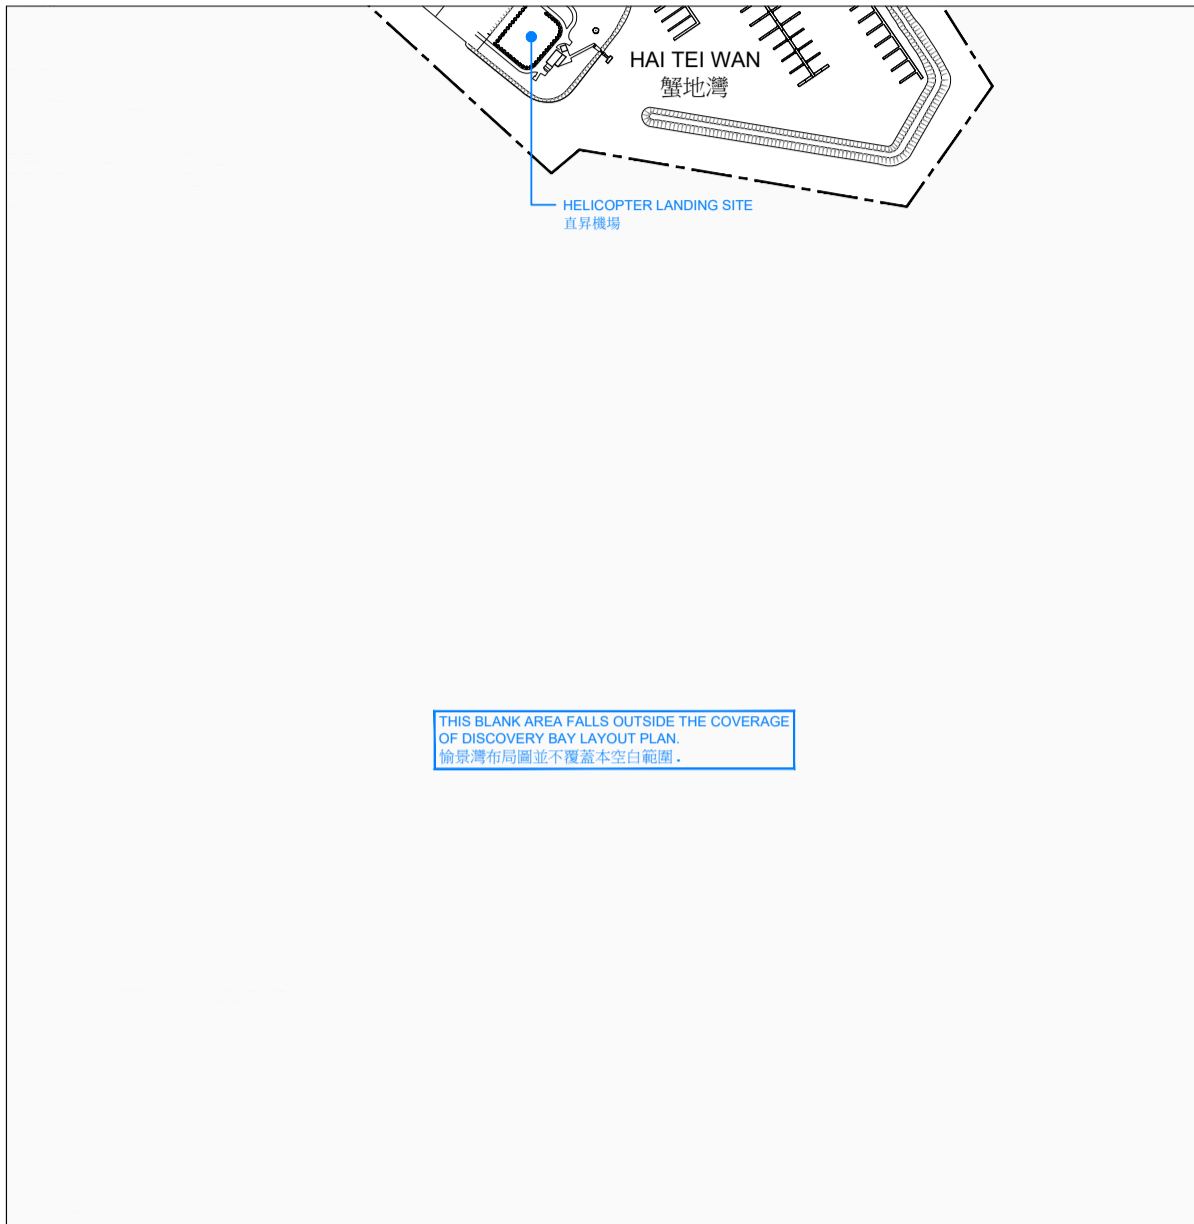 HAI TEI WAN
蟹地灣
HELICOPTER LANDING SITE
直昇機場
THIS BLANK AREA FALLS OUTSIDE THE COVERAGE
OF DISCOVERY BAY LAYOUT PLAN.
愉景灣布局圖並不覆蓋本空白範圍.